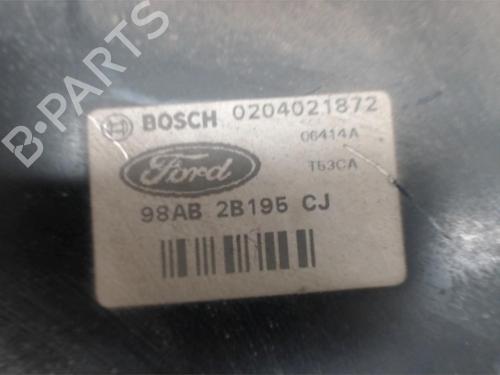 B-PARTS
BOSCH 0204021872
06414A
Ford
T53CA
98AB 2B195 CJ